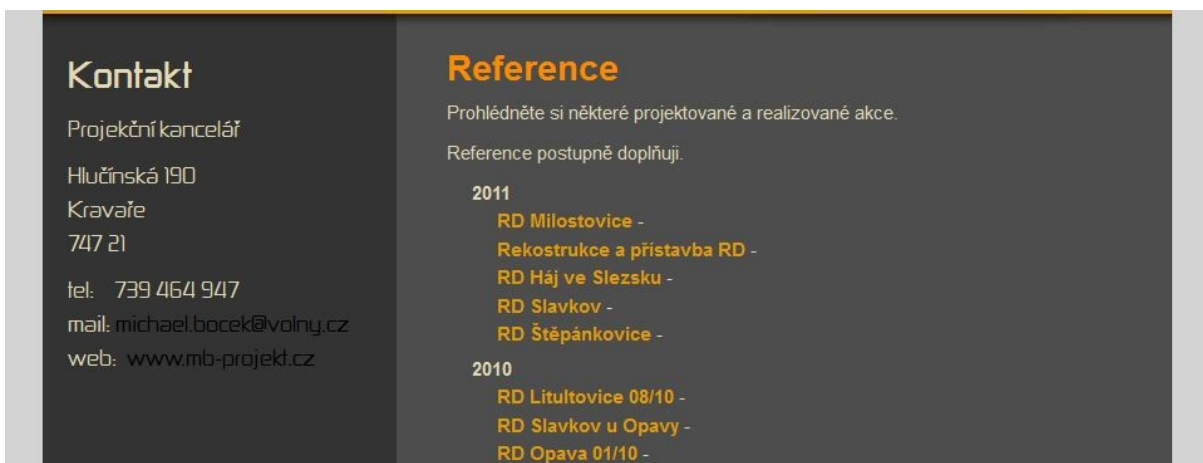 Kontakt
Projekční kancelář
Hlučínská 190
Kravaře
747 21
tel: 739 464 947
mail: michael.bocek@volny.cz
web: www.mb-projekt.cz
Reference
Prohlédněte si některé projektované a realizované akce.
Reference postupně doplňuji.
2011
RD Milostovice -
Rekostrukce a přístavba RD -
RD Háj ve Slezsku -
RD Slavkov -
RD Štěpánkovice -
2010
RD Litultovice 08/10 -
RD Slavkov u Opavy -
RD Opava 01/10 -